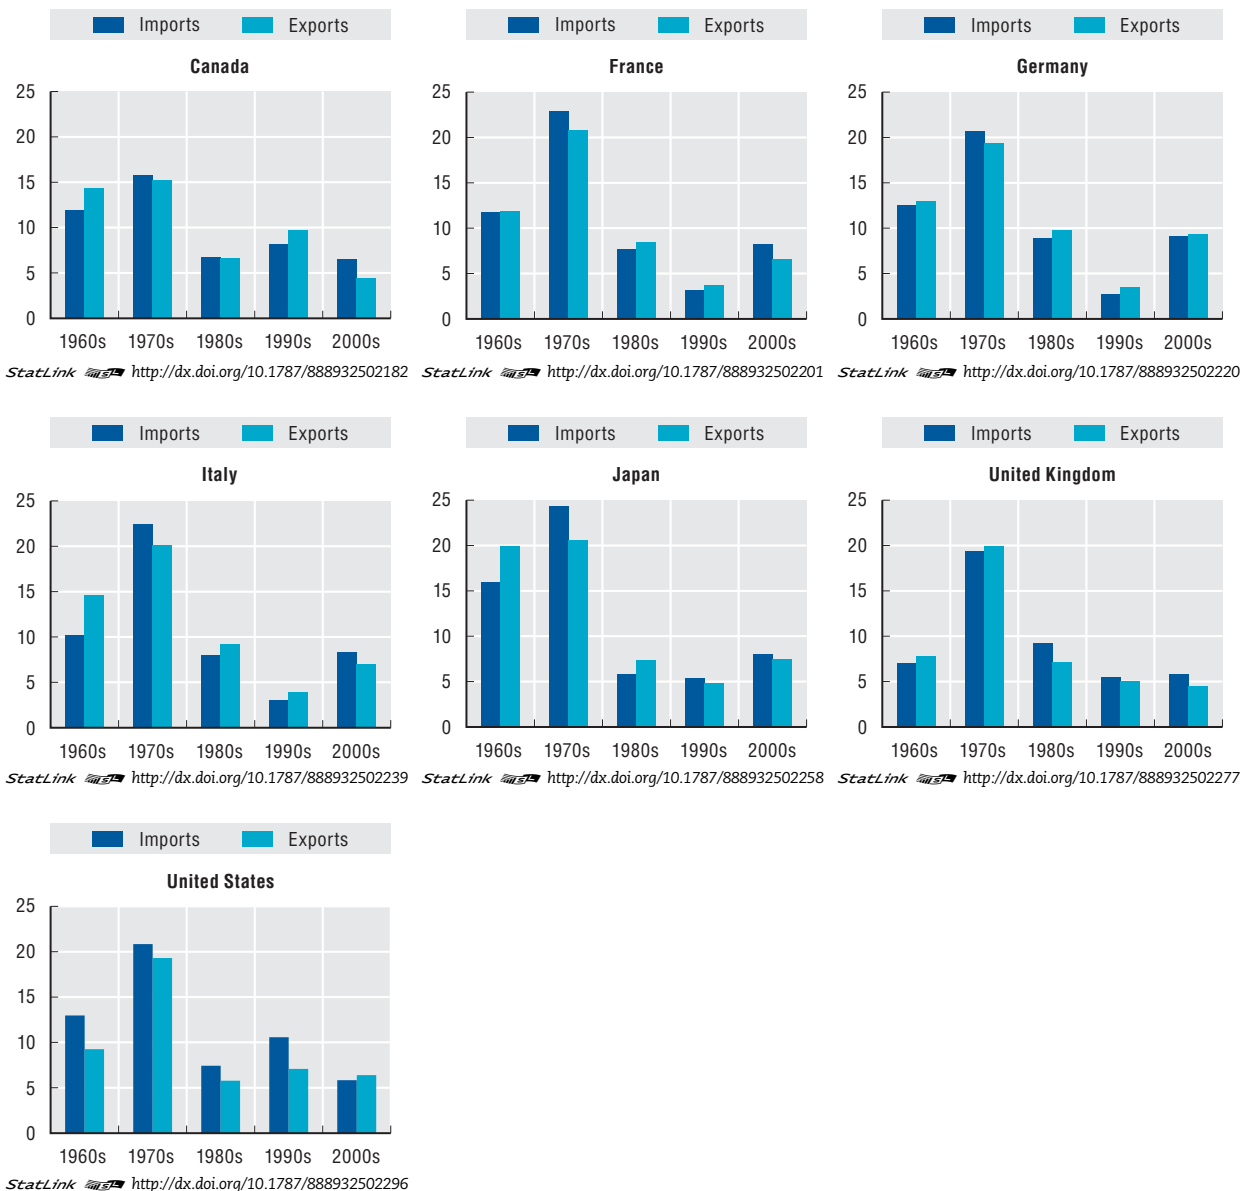 Imports Exports
Canada
25
20
15
10
5
0
1960s 1970s 1980s 1990s 2000s
StatLink http://dx.doi.org/10.1787/888932502182
Imports Exports
France
25
20
15
10
5
0
1960s 1970s 1980s 1990s 2000s
StatLink http://dx.doi.org/10.1787/888932502201
Imports Exports
Germany
25
20
15
10
5
0
1960s 1970s 1980s 1990s 2000s
StatLink http://dx.doi.org/10.1787/888932502220
Imports Exports
Italy
25
20
15
10
5
0
1960s 1970s 1980s 1990s 2000s
StatLink http://dx.doi.org/10.1787/888932502239
Imports Exports
Japan
25
20
15
10
5
0
1960s 1970s 1980s 1990s 2000s
StatLink http://dx.doi.org/10.1787/888932502258
Imports Exports
United Kingdom
25
20
15
10
5
0
1960s 1970s 1980s 1990s 2000s
StatLink http://dx.doi.org/10.1787/888932502277
Imports Exports
United States
25
20
15
10
5
0
1960s 1970s 1980s 1990s 2000s
StatLink http://dx.doi.org/10.1787/888932502296